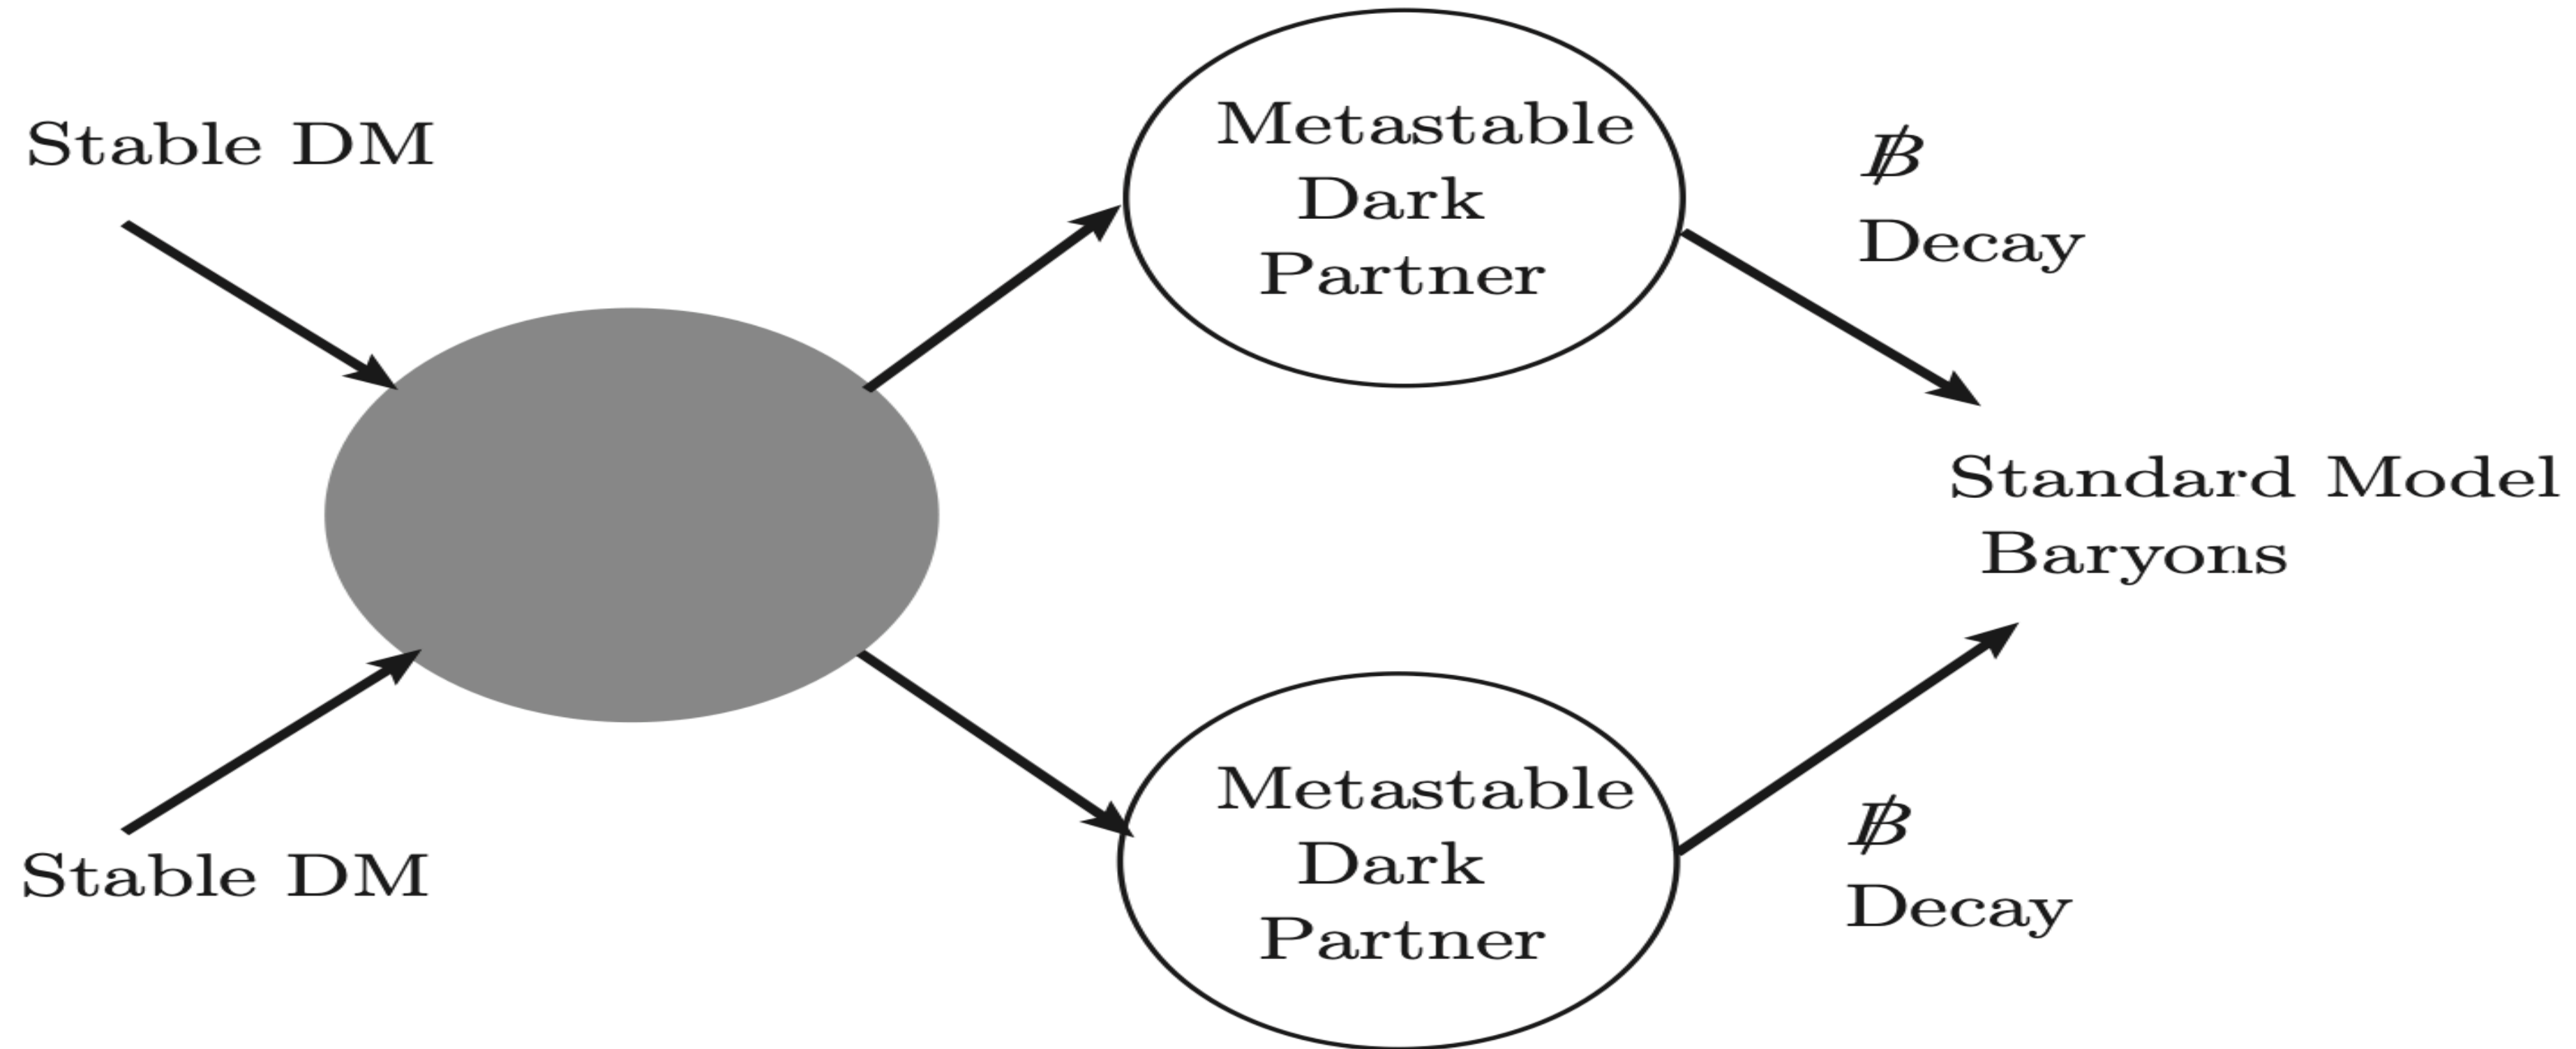 Stable DM
Metastable
Dark
Partner
B̸
Decay
Standard Model
Baryons
Stable DM
Metastable
Dark
Partner
B̸
Decay